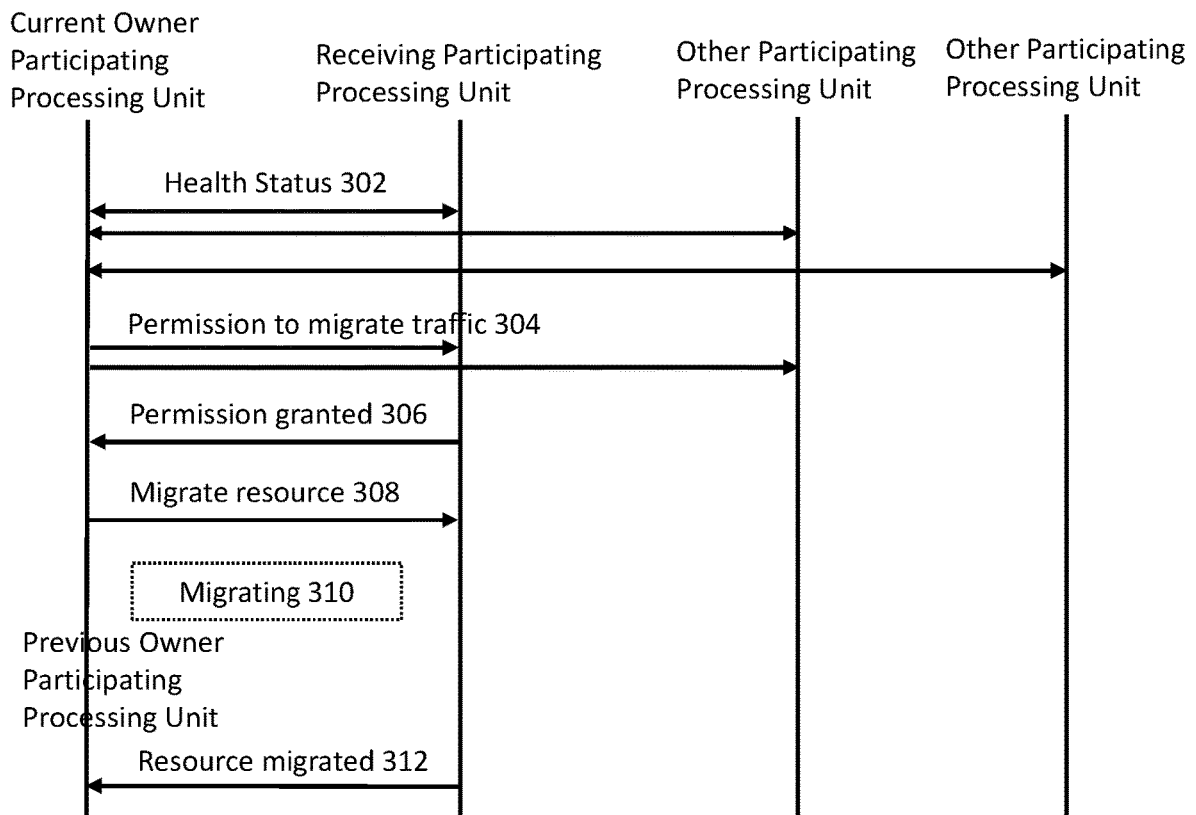 Current Owner
Participating
Processing Unit
Receiving Participating
Processing Unit
Other Participating
Processing Unit
Other Participating
Processing Unit
Health Status 302
Permission to migrate traffic 304
Permission granted 306
Migrate resource 308
Migrating 310
Previous Owner
Participating
Processing Unit
Resource migrated 312